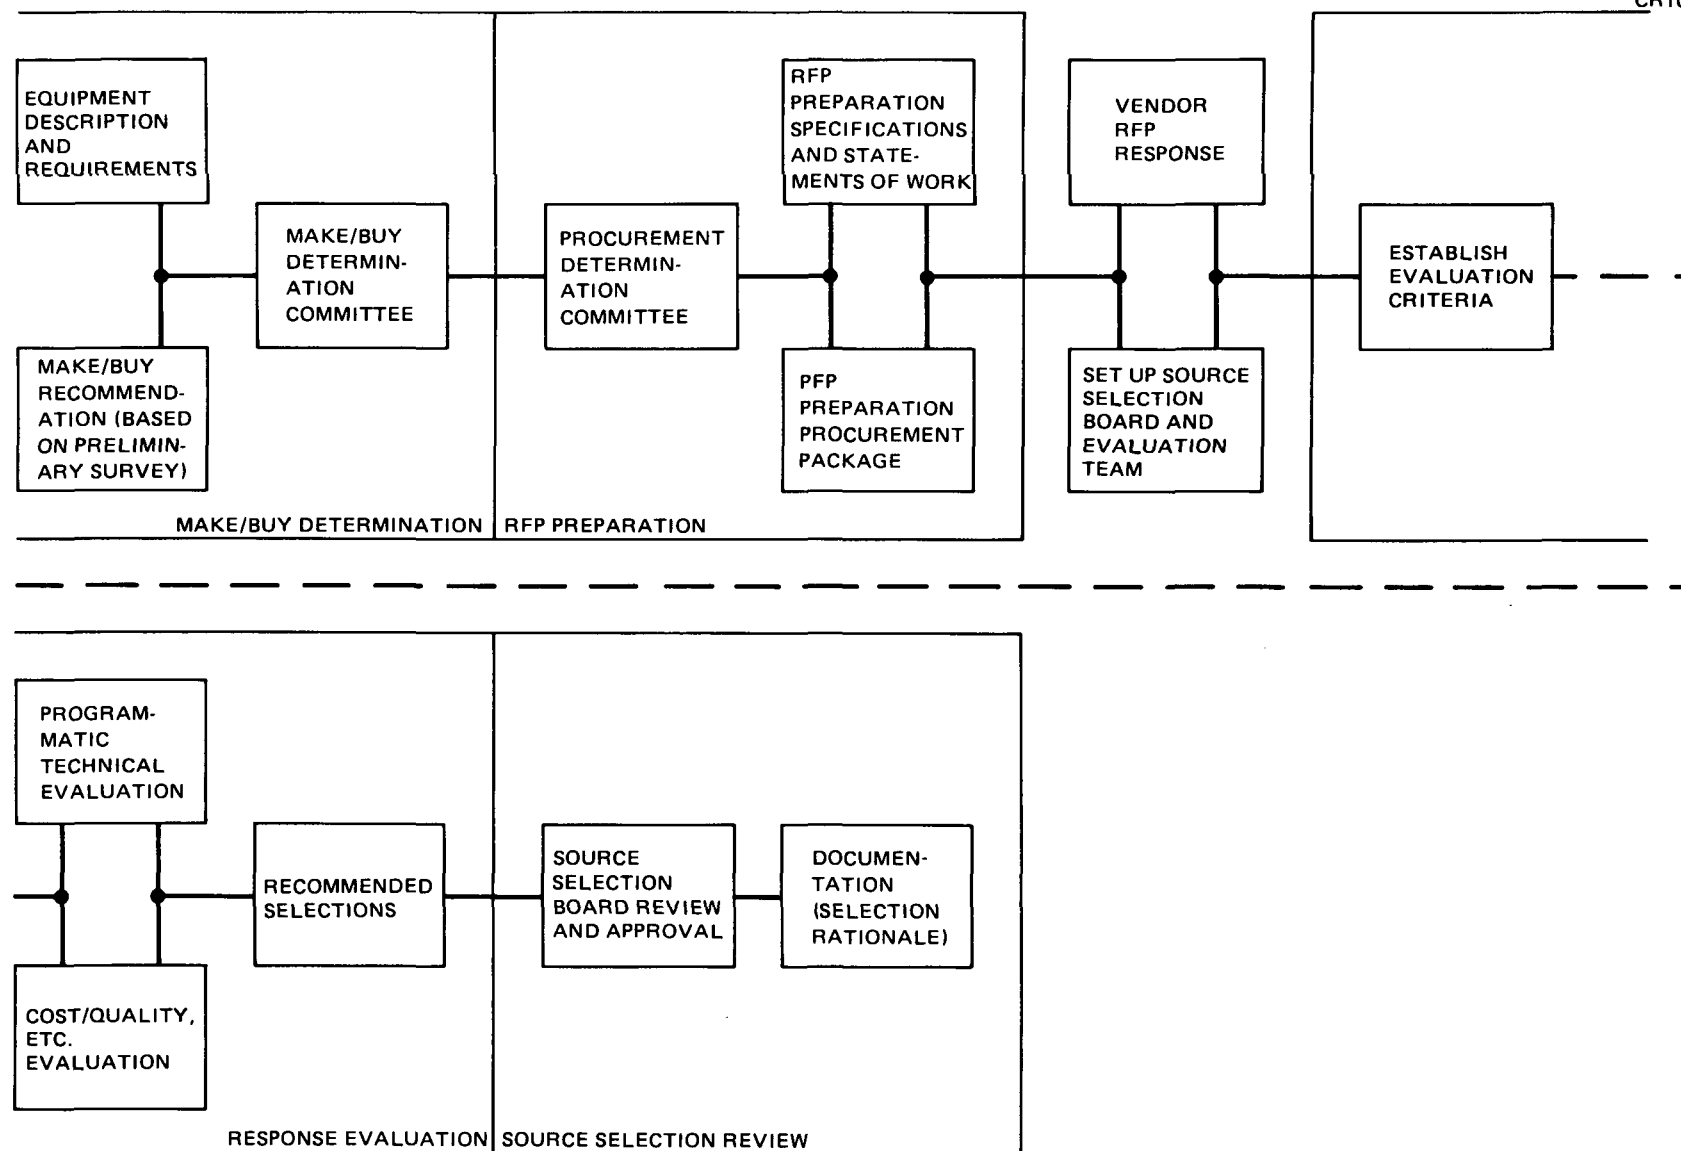 EQUIPMENT
DESCRIPTION
AND
REQUIREMENTS
MAKE/BUY
RECOMMEND-
ATION (BASED
ON PRELIMIN-
ARY SURVEY)
MAKE/BUY
DETERMIN-
ATION
COMMITTEE
PROCUREMENT
DETERMIN-
ATION
COMMITTEE
RFP
PREPARATION
SPECIFICATIONS
AND STATE-
MENTS OF WORK
PFP
PREPARATION
PROCUREMENT
PACKAGE
VENDOR
RFP
RESPONSE
SET UP SOURCE
SELECTION
BOARD AND
EVALUATION
TEAM
ESTABLISH
EVALUATION
CRITERIA
MAKE/BUY DETERMINATION
RFP PREPARATION
PROGRAM-
MATIC
TECHNICAL
EVALUATION
COST/QUALITY,
ETC.
EVALUATION
RECOMMENDED
SELECTIONS
SOURCE
SELECTION
BOARD REVIEW
AND APPROVAL
DOCUMEN-
TATION
(SELECTION
RATIONALE)
RESPONSE EVALUATION
SOURCE SELECTION REVIEW